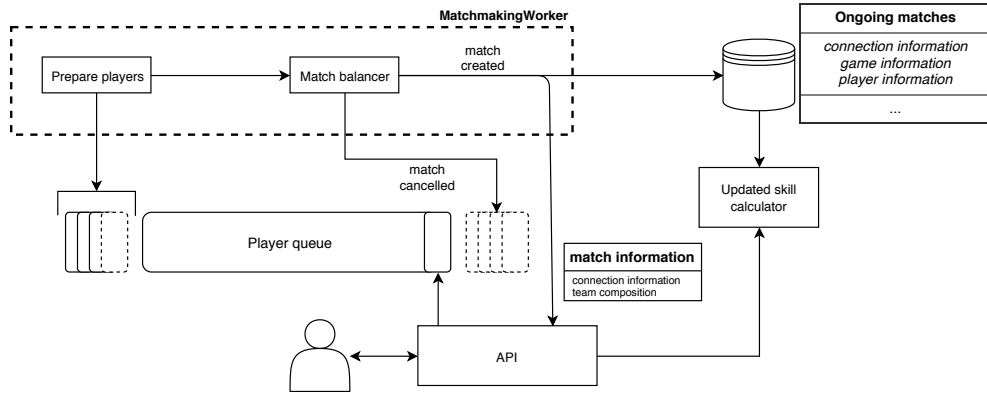 MatchmakingWorker
Prepare players
Match balancer
match
created
Ongoing matches
connection information
game information
player information
...
match
cancelled
Updated skill
calculator
Player queue
match information
connection information
team composition
API